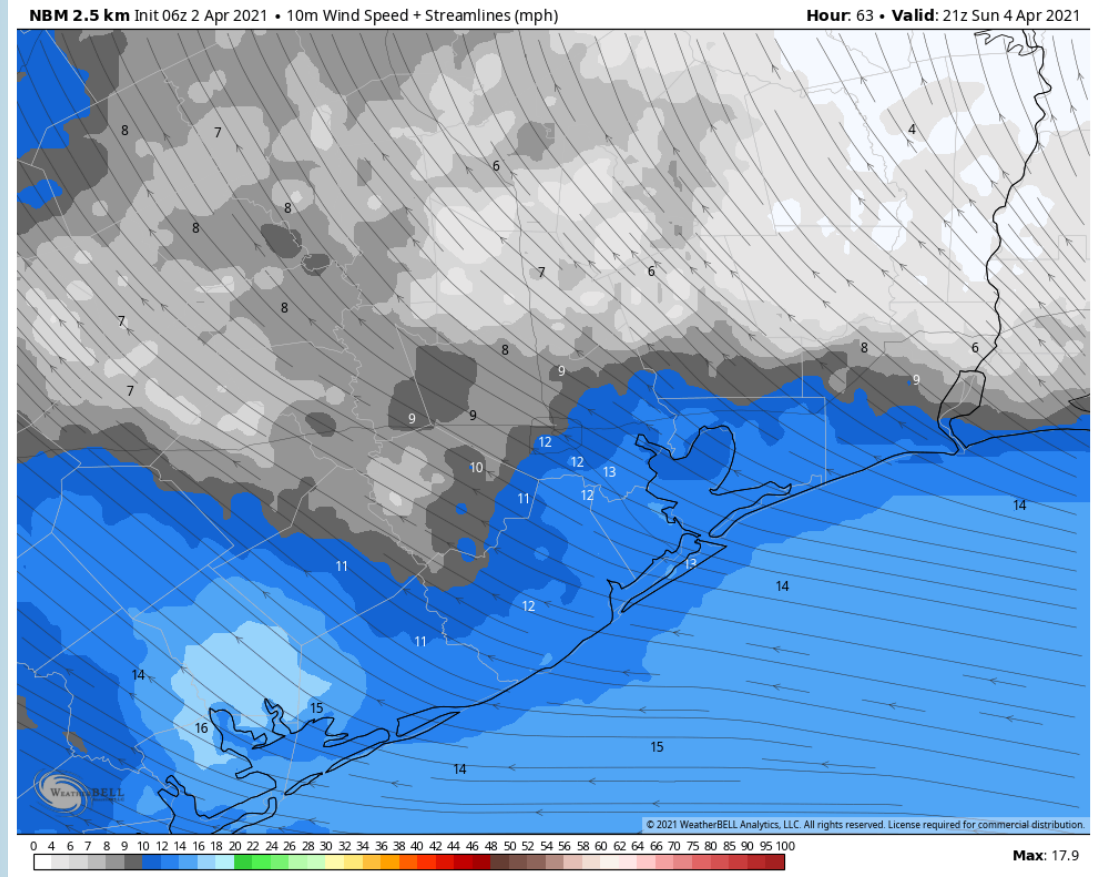 NBM 2.5 km Init 06z 2 Apr 2021 • 10m Wind Speed + Streamlines (mph) Hour: 63 • Valid: 21z Sun 4 Apr 2021
8 7 4
6
8
8
7 6
8
7
8 8 6
9 9
7
9 9
12
10 12 13
11 12 14
11 13
14
12
11
14
15
16
15
14
WEATHERBELL
© 2021 WeatherBELL Analytics, LLC. All rights reserved. License required for commercial distribution.
0 4 6 7 8 9 10 12 14 16 18 20 22 24 26 28 30 32 34 36 38 40 42 44 46 48 50 52 54 56 58 60 62 64 66 70 75 80 85 90 95 100
Max: 17.9